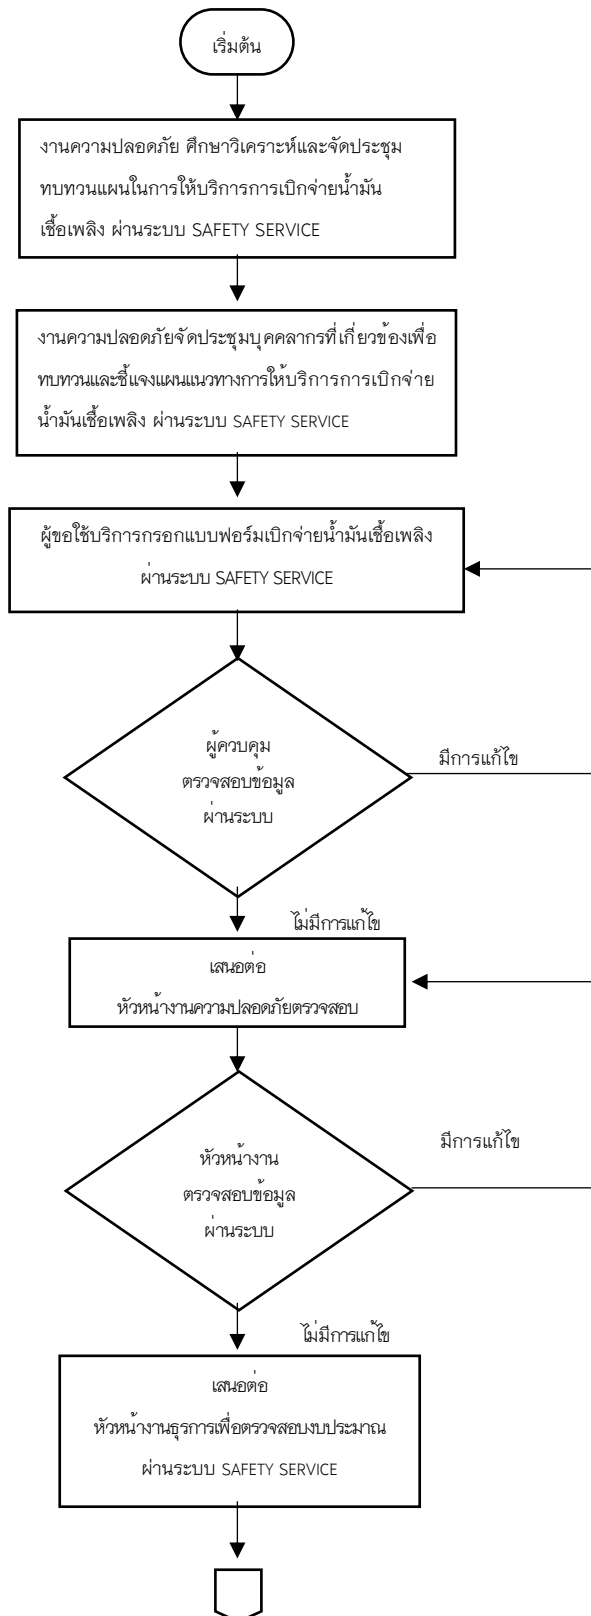 เริ่มต้น
งานความปลอดภัย ศึกษาวิเคราะห์และจัดประชุม
ทบทวนแผนในการให้บริการการเบิกจ่ายน้ำมัน
เชื้อเพลิง ผ่านระบบ SAFETY SERVICE
งานความปลอดภัยจัดประชุมบุคคลากรที่เกี่ยวข้องเพื่อ
ทบทวนและชี้แจงแผนแนวทางการให้บริการการเบิกจ่าย
น้ำมันเชื้อเพลิง ผ่านระบบ SAFETY SERVICE
ผู้ขอใช้บริการกรอกแบบฟอร์มเบิกจ่ายน้ำมันเชื้อเพลิง
ผ่านระบบ SAFETY SERVICE
ผู้ควบคุม
ตรวจสอบข้อมูล
ผ่านระบบ
มีการแก้ไข
ไม่มีการแก้ไข
เสนอต่อ
หัวหน้างานความปลอดภัยตรวจสอบ
หัวหน้างาน
ตรวจสอบข้อมูล
ผ่านระบบ
มีการแก้ไข
ไม่มีการแก้ไข
เสนอต่อ
หัวหน้างานธุรการเพื่อตรวจสอบงบประมาณ
ผ่านระบบ SAFETY SERVICE